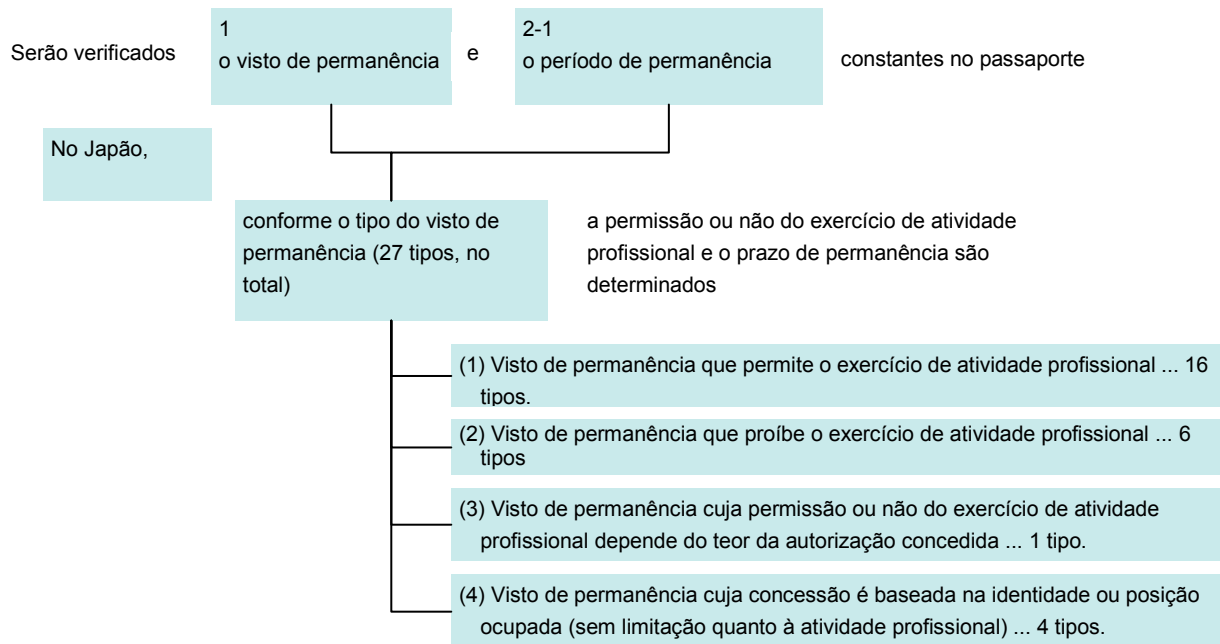 Serão verificados
1
o visto de permanência
e
2-1
o período de permanência
constantes no passaporte
No Japão,
conforme o tipo do visto de
permanência (27 tipos, no
total)
a permissão ou não do exercício de atividade
profissional e o prazo de permanência são
determinados
(1) Visto de permanência que permite o exercício de atividade profissional ... 16
tipos.
(2) Visto de permanência que proíbe o exercício de atividade profissional ... 6
tipos
(3) Visto de permanência cuja permissão ou não do exercício de atividade
profissional depende do teor da autorização concedida ... 1 tipo.
(4) Visto de permanência cuja concessão é baseada na identidade ou posição
ocupada (sem limitação quanto à atividade profissional) ... 4 tipos.